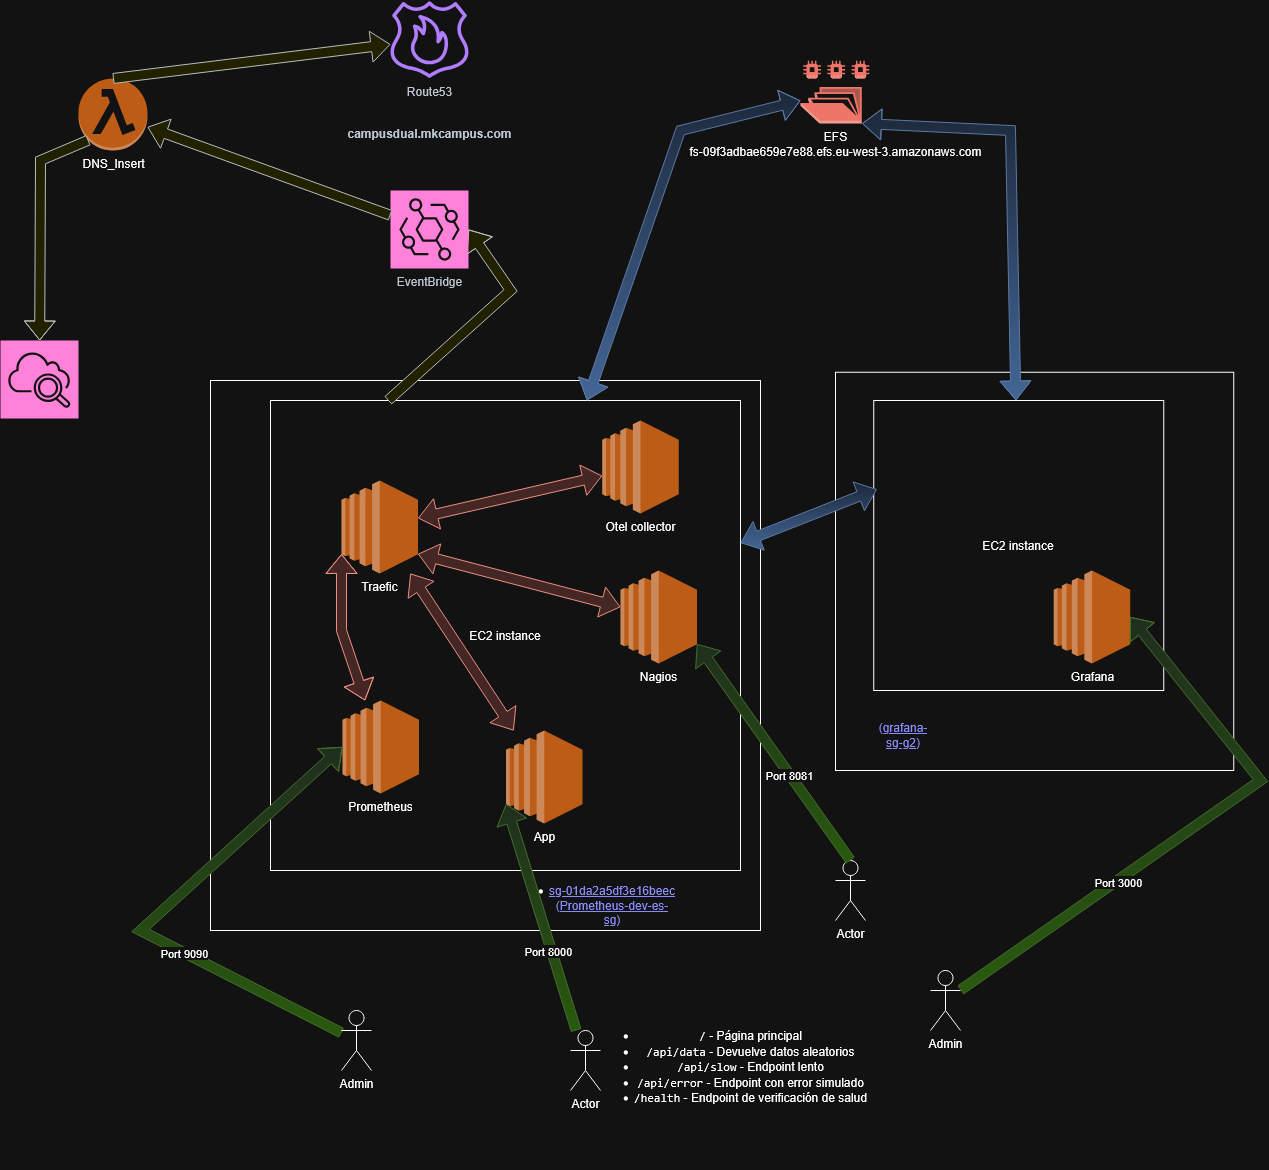 Route53
campusdual.mkcampus.com
DNS_Insert
EventBridge
EFS
fs-09f3adbae659e7e88.efs.eu-west-3.amazonaws.com
Otel collector
Traefic
EC2 instance
Nagios
Prometheus
App
EC2 instance
Grafana
(grafana-
sg-g2)
Port 8081
sg-01da2a5df3e16beec
(Prometheus-dev-es-
sg)
Port 9090
Port 8000
Port 3000
Actor
Admin
Admin
Actor
/ - Página principal
/api/data - Devuelve datos aleatorios
/api/slow - Endpoint lento
/api/error - Endpoint con error simulado
/health - Endpoint de verificación de salud